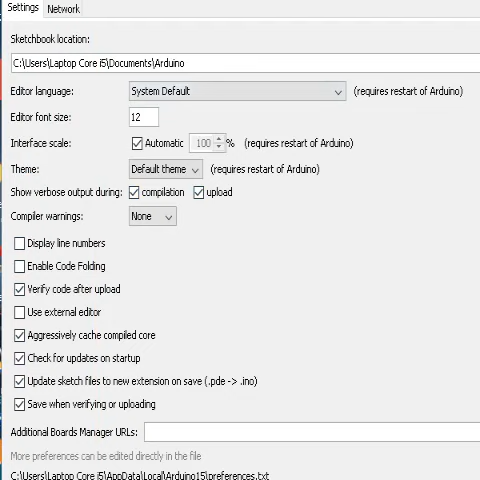 Settings Network
Sketchbook location:
C:\Users\Laptop Core i5\Documents\Arduino
Editor language: System Default (requires restart of Arduino)
Editor font size: 12
Interface scale: Automatic 100 % (requires restart of Arduino)
Theme: Default theme (requires restart of Arduino)
Show verbose output during: compilation upload
Compiler warnings: None
Display line numbers
Enable Code Folding
Verify code after upload
Use external editor
Aggressively cache compiled core
Check for updates on startup
Update sketch files to new extension on save (.pde -> .ino)
Save when verifying or uploading
Additional Boards Manager URLs:
More preferences can be edited directly in the file
C:\Users\Laptop Core i5\AppData\Local\Arduino15\preferences.txt